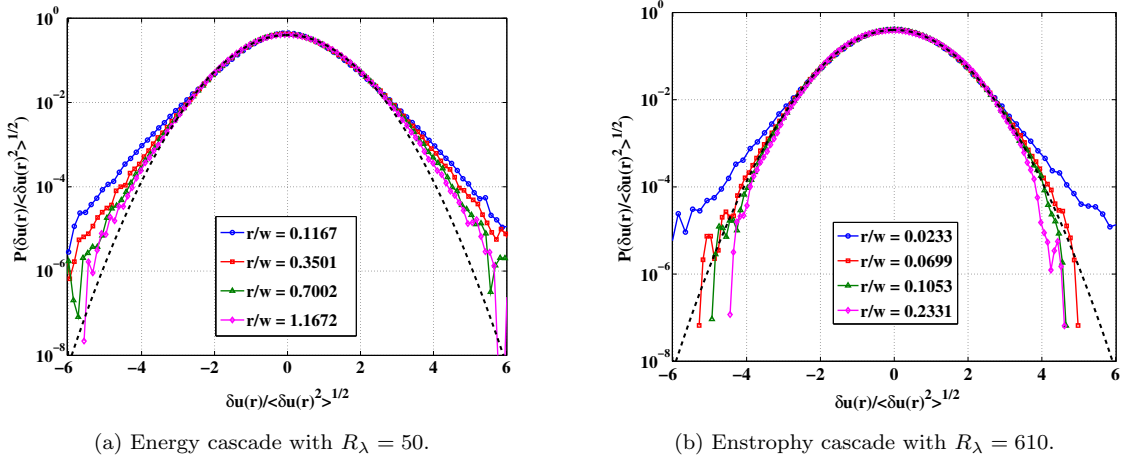 10^0
10^-2
10^-4
10^-6
10^-8
P(δu(r)/<δu(r)^2>^1/2)
r/w = 0.1167
r/w = 0.3501
r/w = 0.7002
r/w = 1.1672
−6 −4 −2 0 2 4 6
δu(r)/<δu(r)^2>^1/2
(a) Energy cascade with R_λ = 50.
10^0
10^-2
10^-4
10^-6
10^-8
P(δu(r)/<δu(r)^2>^1/2)
r/w = 0.0233
r/w = 0.0699
r/w = 0.1053
r/w = 0.2331
−6 −4 −2 0 2 4 6
δu(r)/<δu(r)^2>^1/2
(b) Enstrophy cascade with R_λ = 610.